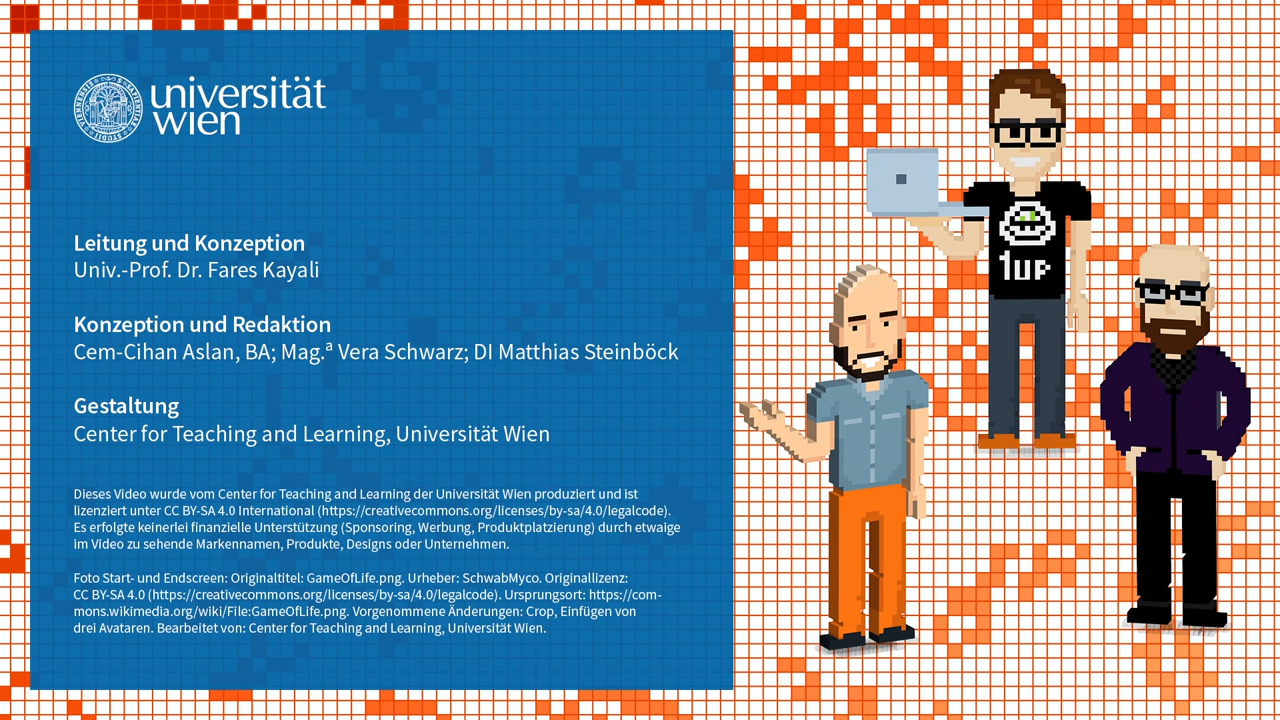 universität
wien
Leitung und Konzeption
Univ.-Prof. Dr. Fares Kayali
Konzeption und Redaktion
Cem-Cihan Aslan, BA; Mag.ª Vera Schwarz; DI Matthias Steinböck
Gestaltung
Center for Teaching and Learning, Universität Wien
Dieses Video wurde vom Center for Teaching and Learning der Universität Wien produziert und ist
lizenziert unter CC BY-SA 4.0 International (https://creativecommons.org/licenses/by-sa/4.0/legalcode).
Es erfolgte keinerlei finanzielle Unterstützung (Sponsoring, Werbung, Produktplatzierung) durch etwaige
im Video zu sehende Markennamen, Produkte, Designs oder Unternehmen.
Foto Start- und Endscreen: Originaltitel: GameOfLife.png. Urheber: SchwabMyco. Originallizenz:
CC BY-SA 4.0 (https://creativecommons.org/licenses/by-sa/4.0/legalcode). Ursprungsort: https://com-
mons.wikimedia.org/wiki/File:GameOfLife.png. Vorgenommene Änderungen: Crop, Einfügen von
drei Avataren. Bearbeitet von: Center for Teaching and Learning, Universität Wien.
1UP